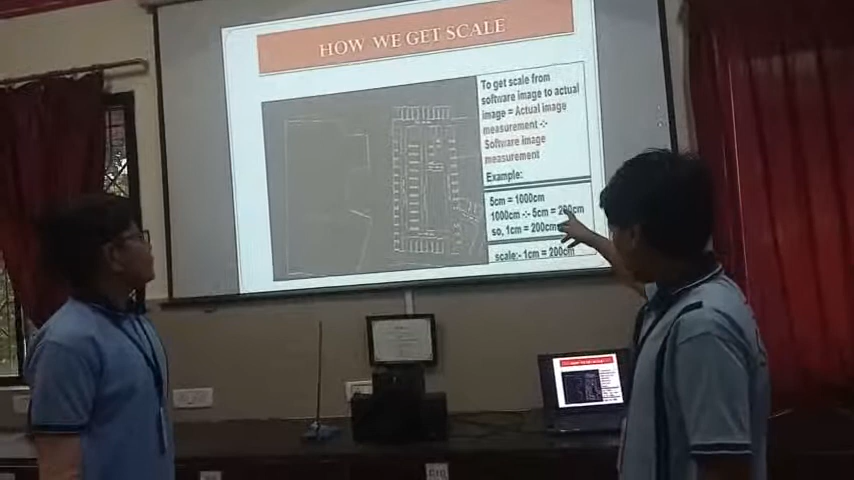 HOW WE GET SCALE
To get scale from
software image to actual
image = Actual image
measurement -:-
Software image
measurement
Example:
5cm = 1000cm
1000cm -:- 5cm = 200cm
so, 1cm = 200cm
scale:- 1cm = 200cm